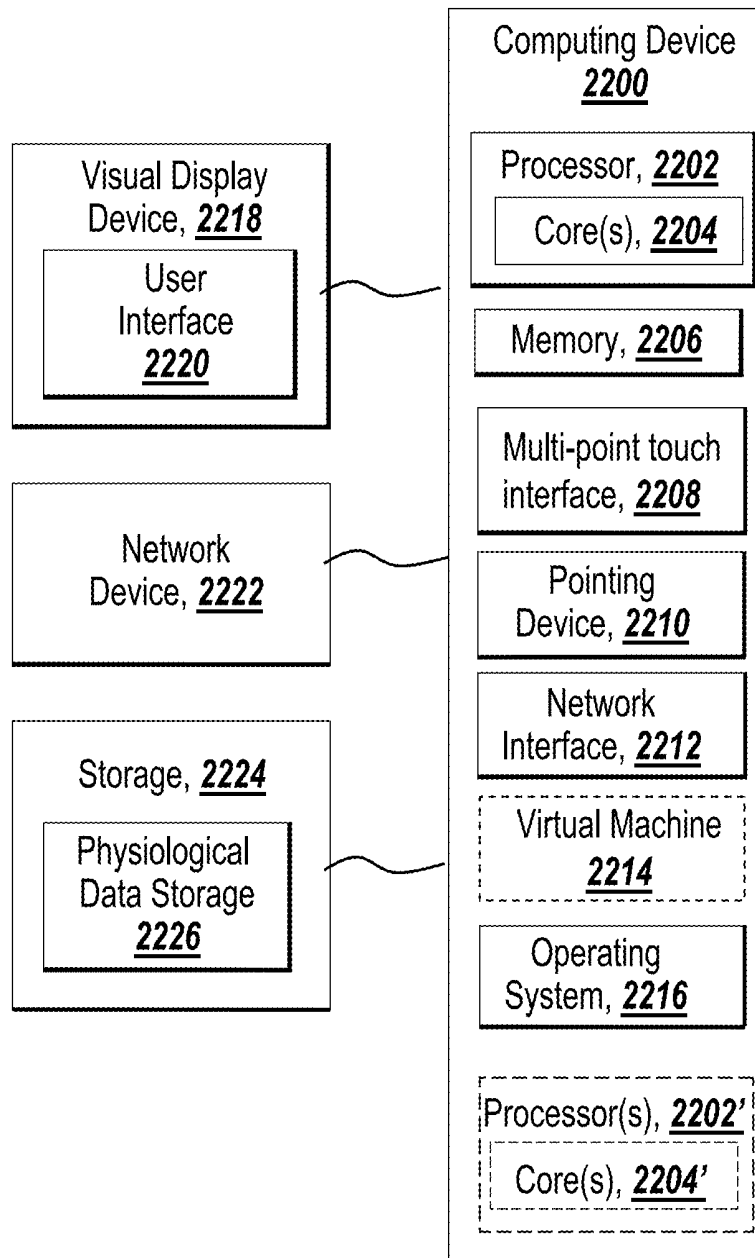 Computing Device
2200
Processor, 2202
Core(s), 2204
Memory, 2206
Multi-point touch
interface, 2208
Pointing
Device, 2210
Network
Interface, 2212
Virtual Machine
2214
Operating
System, 2216
Processor(s), 2202’
Core(s), 2204’
Visual Display
Device, 2218
User
Interface
2220
Network
Device, 2222
Storage, 2224
Physiological
Data Storage
2226